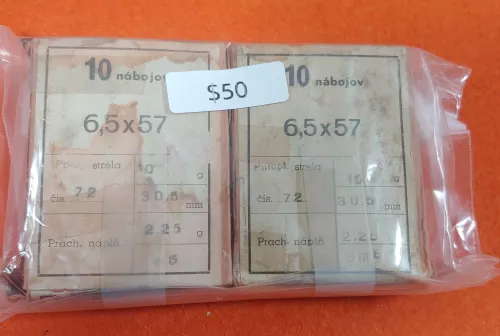 10 nábojov
6,5x57
strela 10 g
čís. 72 30,5 mm
2.25 g
Prach. náplň
$50
10 nábojov
6,5x57
strela 10 g
čís. 72 30,5 mm
2.25 g
Prach. náplň